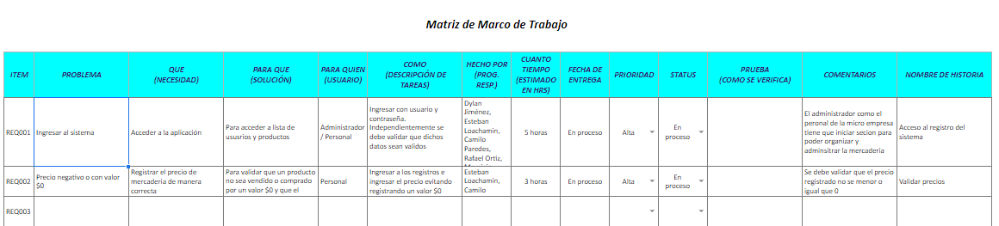 Matriz de Marco de Trabajo
ITEM
PROBLEMA
QUE
(NECESIDAD)
PARA QUE
(SOLUCIÓN)
PARA QUIEN
(USUARIO)
COMO
(DESCRIPCIÓN DE
TAREAS)
HECHO POR
(PROG.
RESP.)
CUANTO
TIEMPO
(ESTIMADO
EN HRS)
FECHA DE
ENTREGA
PRIORIDAD
STATUS
PRUEBA
(COMO SE VERIFICA)
COMENTARIOS
NOMBRE DE HISTORIA
REQ001
Ingresar al sistema
Acceder a la aplicación
Para acceder a lista de
ususrios y productos
Administrador
/ Personal
Ingresar con usuario y
contraseña.
Independientemente se
debe validar que dichos
datos sean validos
Dylan
Jiménez,
Esteban
Loachamín,
Camilo
Paredes,
Rafael Ortiz,
5 horas
En proceso
Alta
En
proceso
El administrador como el
peronal de la micro empresa
tiene que iniciar secion para
poder organizar y
adminsitrar la mercaderia
Acceso al registro del
sistema
REQ002
Precio negativo o con valor
$0
Registrar el precio de
mercaderia de manera
correcta
Para validar que un producto
no sea vendido o comprado
por un valor $0 y que el
Personal
Ingresar a los registros e
ingresar el precio evitando
registrando un valor $0
Esteban
Loachamin,
Camilo
3 horas
En proceso
Alta
En
proceso
Se debe validar que el precio
registrado no se menor o
igual que 0
Validar precios
REQ003